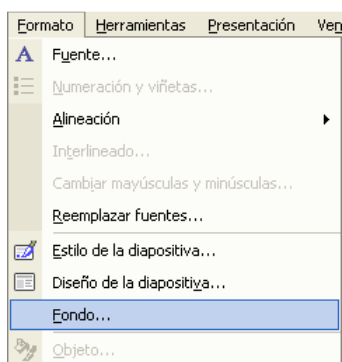 Formato Herramientas Presentación Ven
Fuente...
Numeración y viñetas...
Alineación
Interlineado...
Cambiar mayúsculas y minúsculas...
Reemplazar fuentes...
Estilo de la diapositiva...
Diseño de la diapositiva...
Fondo...
Objeto...